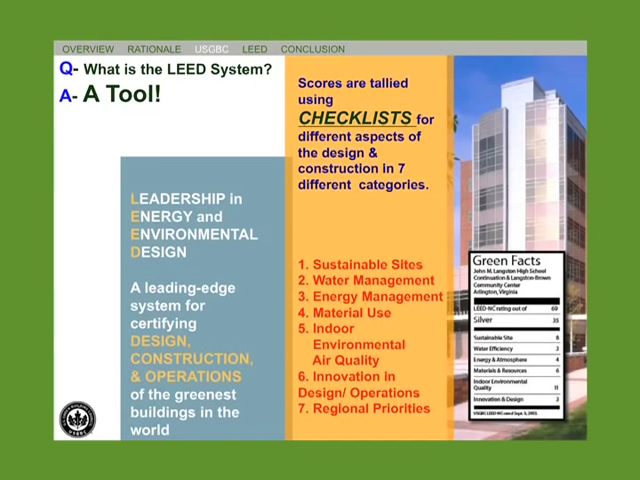 OVERVIEW RATIONALE USGBC LEED CONCLUSION
Q- What is the LEED System?
A- A Tool!
LEADERSHIP in
ENERGY and
ENVIRONMENTAL
DESIGN
A leading-edge
system for
certifying
DESIGN,
CONSTRUCTION,
& OPERATIONS
of the greenest
buildings in the
world
Scores are tallied
using
CHECKLISTS for
different aspects of
the design &
construction in 7
different categories.
1. Sustainable Sites
2. Water Management
3. Energy Management
4. Material Use
5. Indoor
Environmental
Air Quality
6. Innovation in
Design/ Operations
7. Regional Priorities
Green Facts
John M. Langston High School
Continuation & Langston-Brown
Community Center
Arlington, Virginia
LEED-NC rating out of 69
Silver 35
Sustainable Site 8
Water Efficiency 3
Energy & Atmosphere 4
Materials & Resources 6
Indoor Environmental
Quality 11
Innovation & Design 3